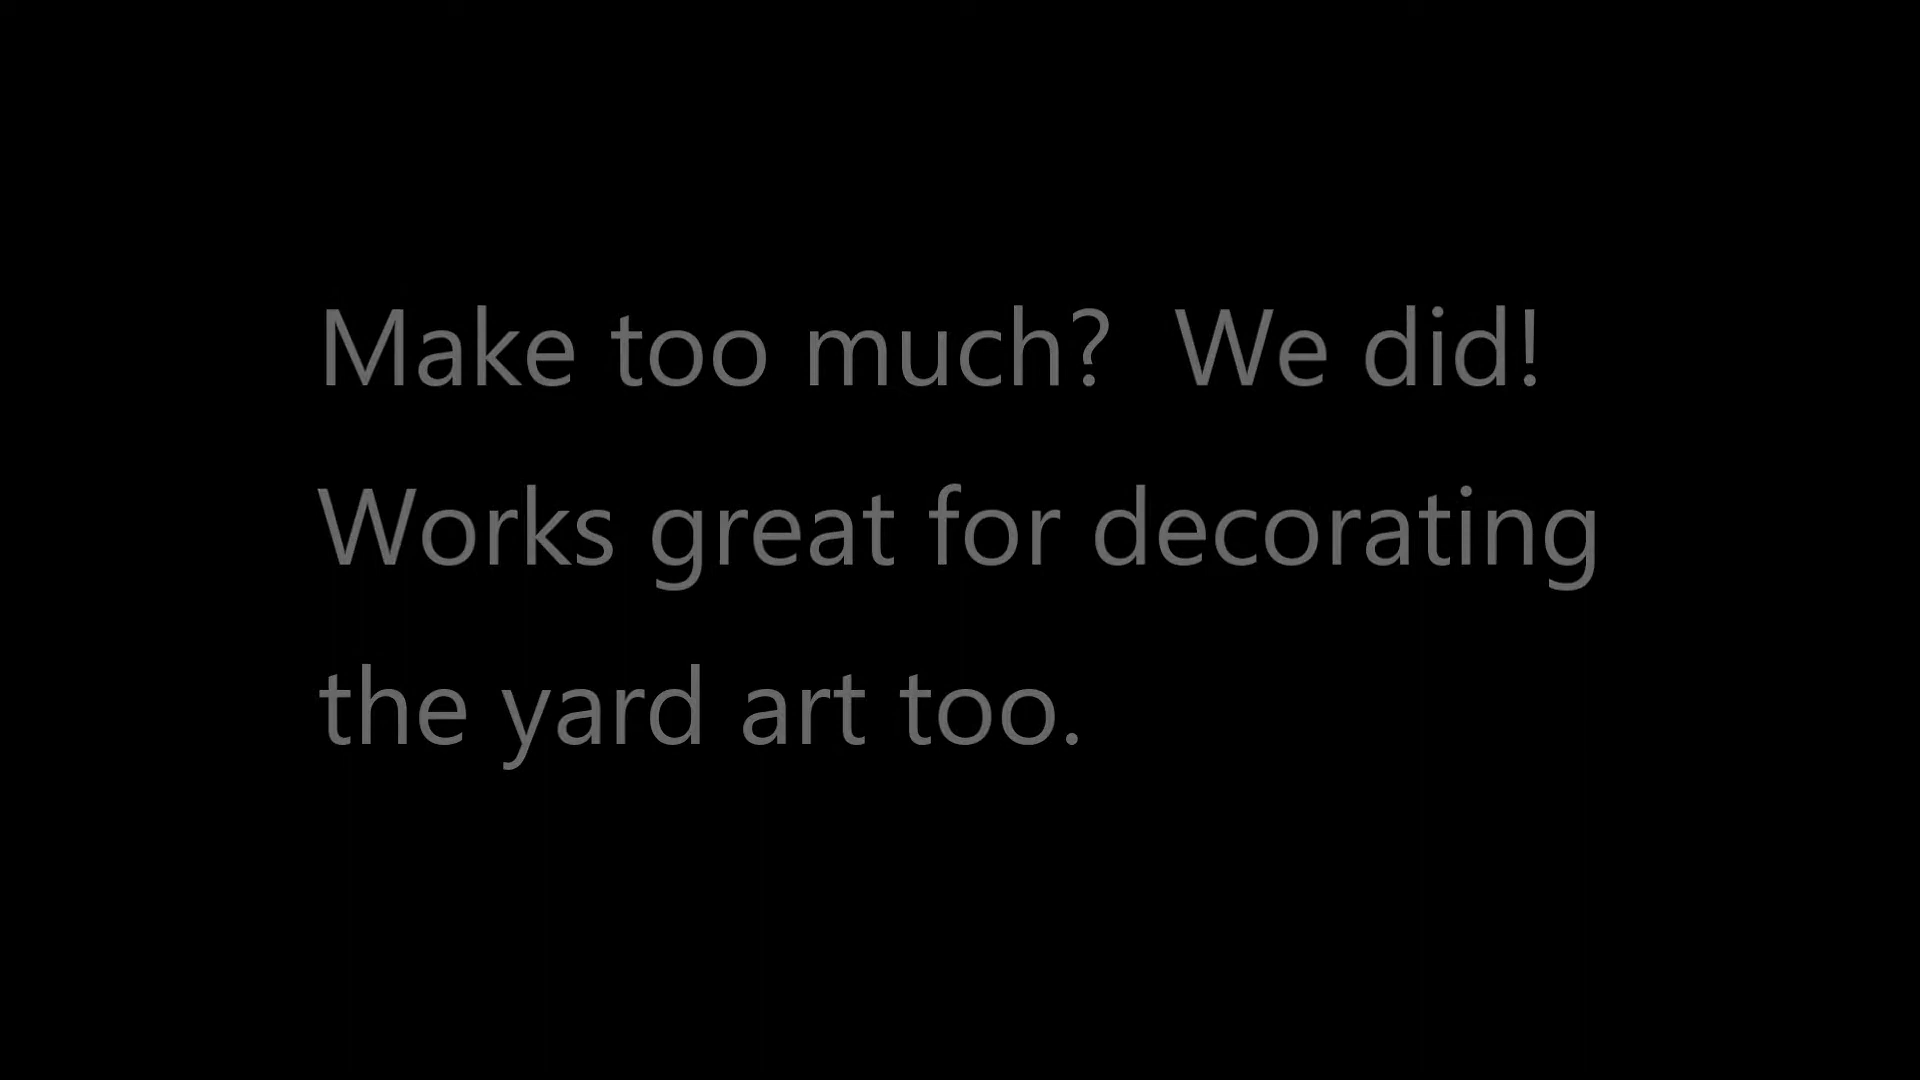 Make too much?  We did!
Works great for decorating
the yard art too.